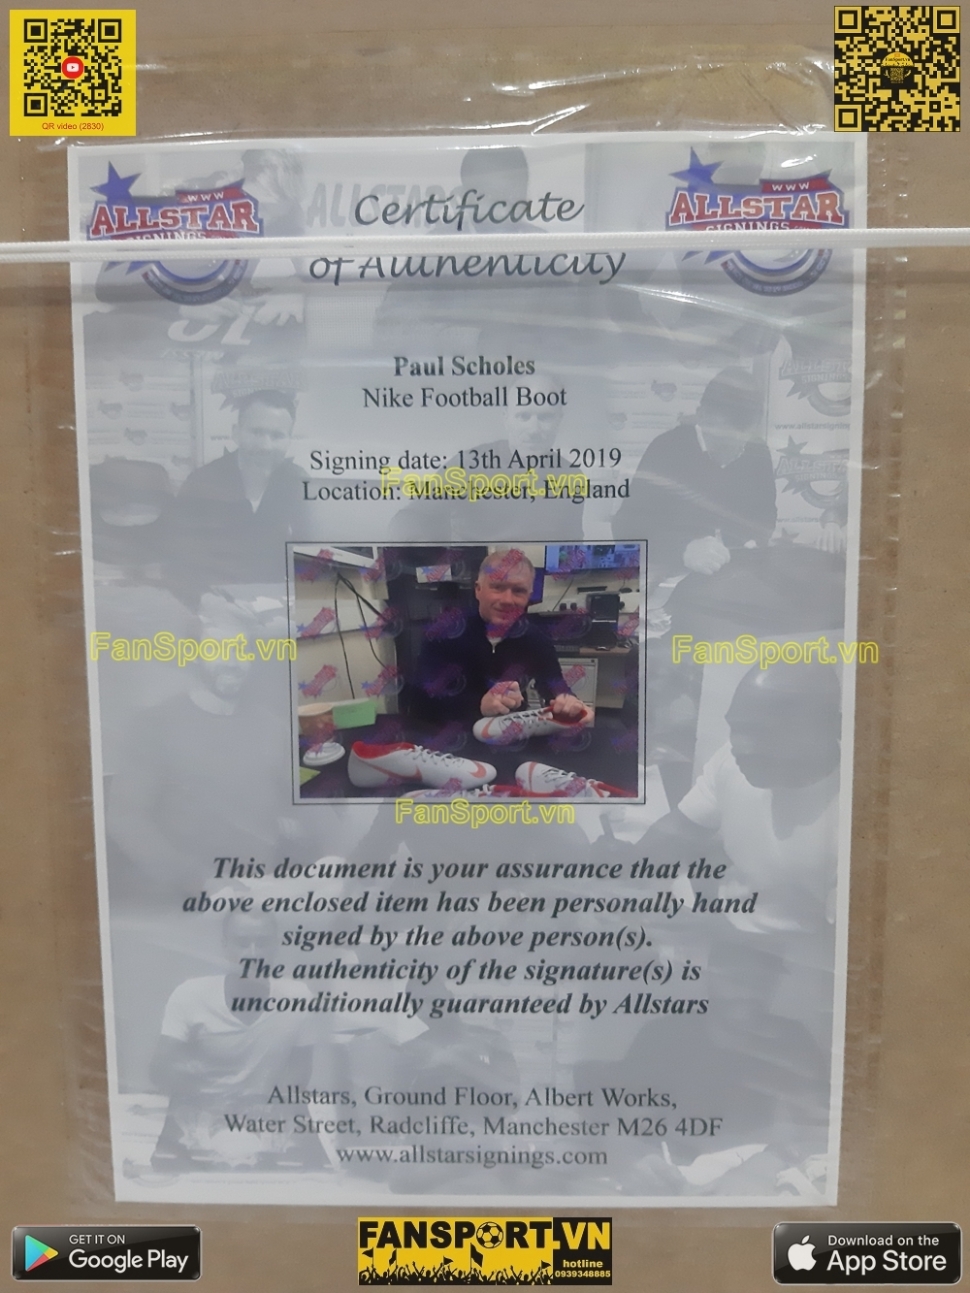 QR video (2830)
WWW
ALLSTAR
SIGNINGS
WWW
ALLSTAR
SIGNINGS
Certificate
of Authenticity
Paul Scholes
Nike Football Boot
Signing date: 13th April 2019
Location: Manchester, England
FanSport.vn
FanSport.vn
FanSport.vn
FanSport.vn
This document is your assurance that the
above enclosed item has been personally hand
signed by the above person(s).
The authenticity of the signature(s) is
unconditionally guaranteed by Allstars
Allstars, Ground Floor, Albert Works,
Water Street, Radcliffe, Manchester M26 4DF
www.allstarsignings.com
GET IT ON
Google Play
FANSPORT.VN
hotline
0939348885
Download on the
App Store